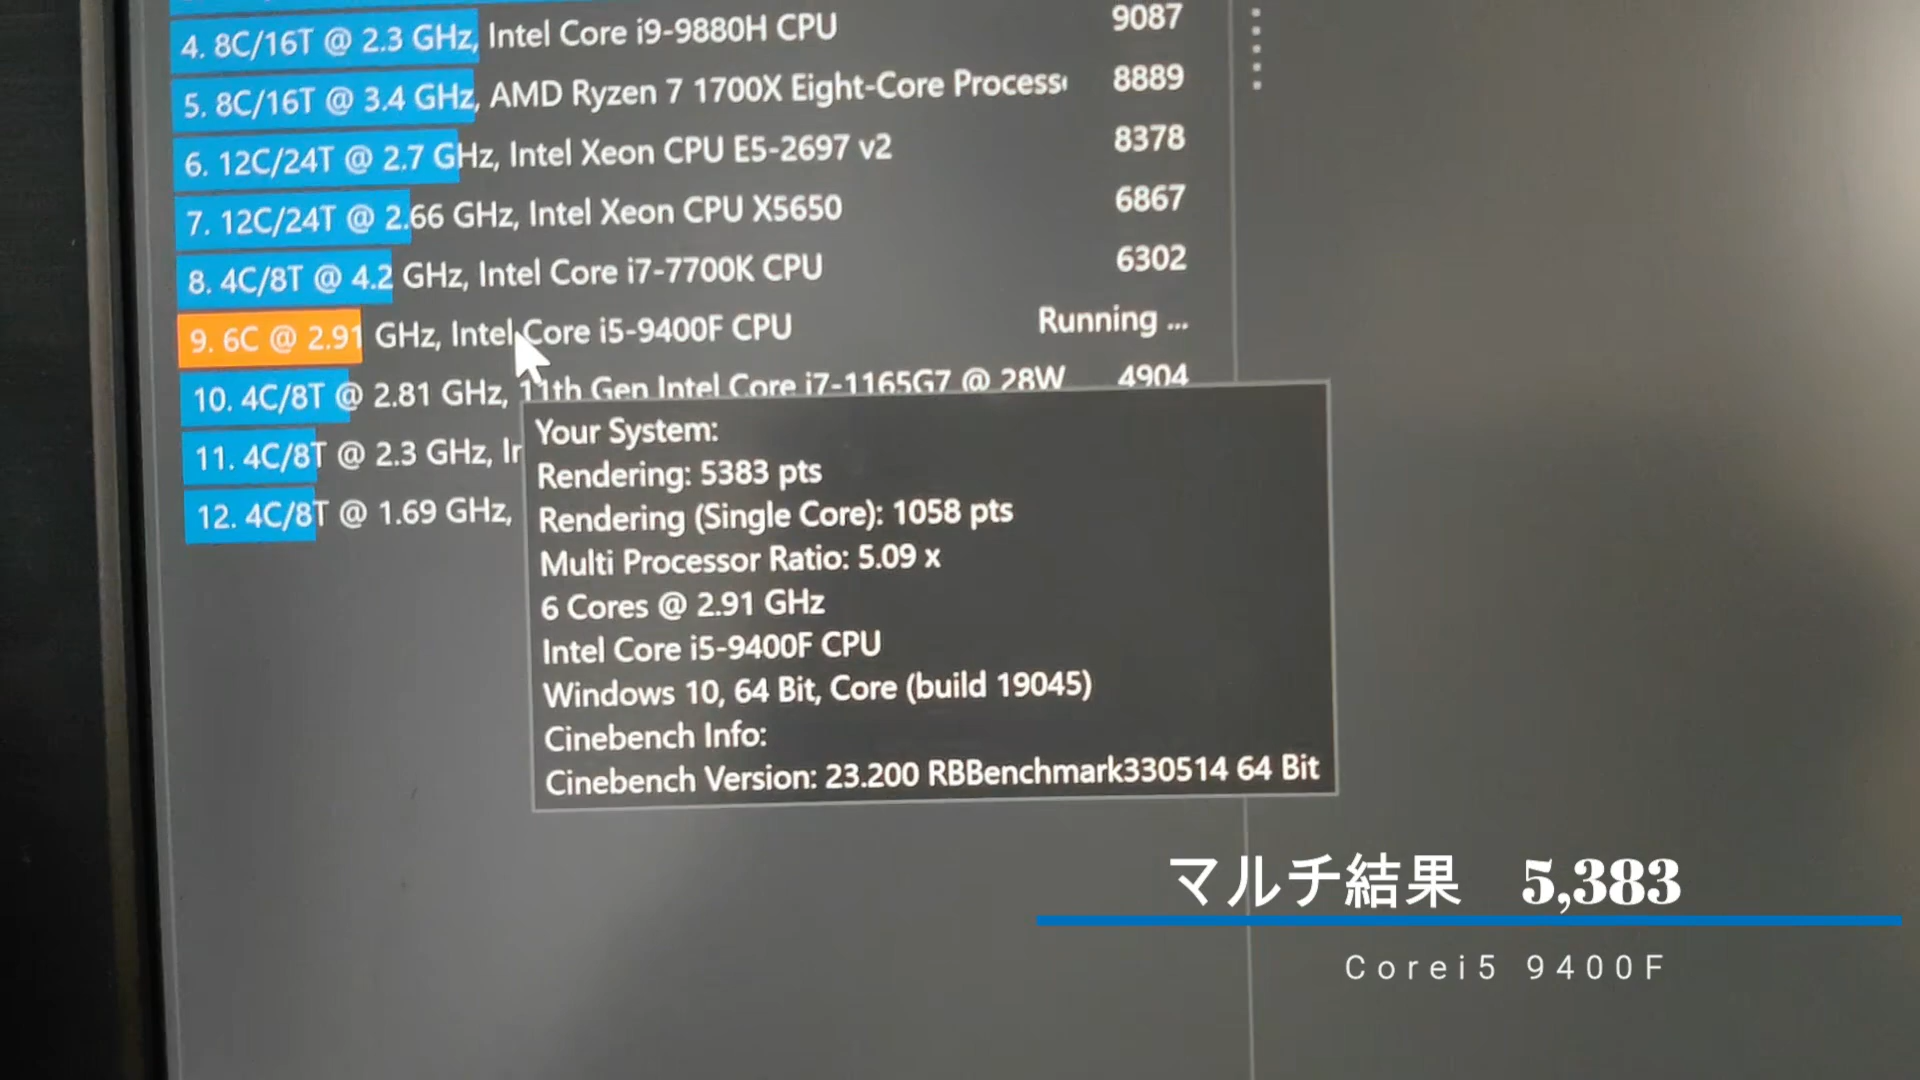 4. 8C/16T @ 2.3 GHz, Intel Core i9-9880H CPU 9087
5. 8C/16T @ 3.4 GHz, AMD Ryzen 7 1700X Eight-Core 8889
6. 12C/24T @ 2.7 GHz, Intel Xeon CPU E5-2697 v2 8378
7. 12C/24T @ 2.66 GHz, Intel Xeon CPU X5650 6867
8. 4C/8T @ 4.2 GHz, Intel Core i7-7700K CPU 6302
9. 6C @ 2.91 GHz, Intel Core i5-9400F CPU Running ...
10. 4C/8T @ 2.81 GHz, 11th Gen Intel Core i7-1165G7 @ 28W 4904
11. 4C/8T @ 2.3 GHz,
12. 4C/8T @ 1.69 GHz,
Your System:
Rendering: 5383 pts
Rendering (Single Core): 1058 pts
Multi Processor Ratio: 5.09 x
6 Cores @ 2.91 GHz
Intel Core i5-9400F CPU
Windows 10, 64 Bit, Core (build 19045)
Cinebench Info:
Cinebench Version: 23.200 RBBenchmark330514 64 Bit
マルチ結果 5,383
Corei5 9400F